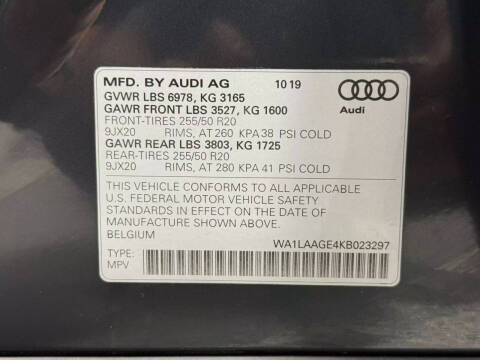 MFD. BY AUDI AG 10 19
GVWR LBS 6978, KG 3165
GAWR FRONT LBS 3527, KG 1600
FRONT-TIRES 255/50 R20
9JX20 RIMS, AT 260 KPA 38 PSI COLD
GAWR REAR LBS 3803, KG 1725
REAR-TIRES 255/50 R20
9JX20 RIMS, AT 280 KPA 41 PSI COLD
Audi
THIS VEHICLE CONFORMS TO ALL APPLICABLE
U.S. FEDERAL MOTOR VEHICLE SAFETY
STANDARDS IN EFFECT ON THE DATE OF
MANUFACTURE SHOWN ABOVE.
BELGIUM WA1LAAGE4KB023297
TYPE:
MPV